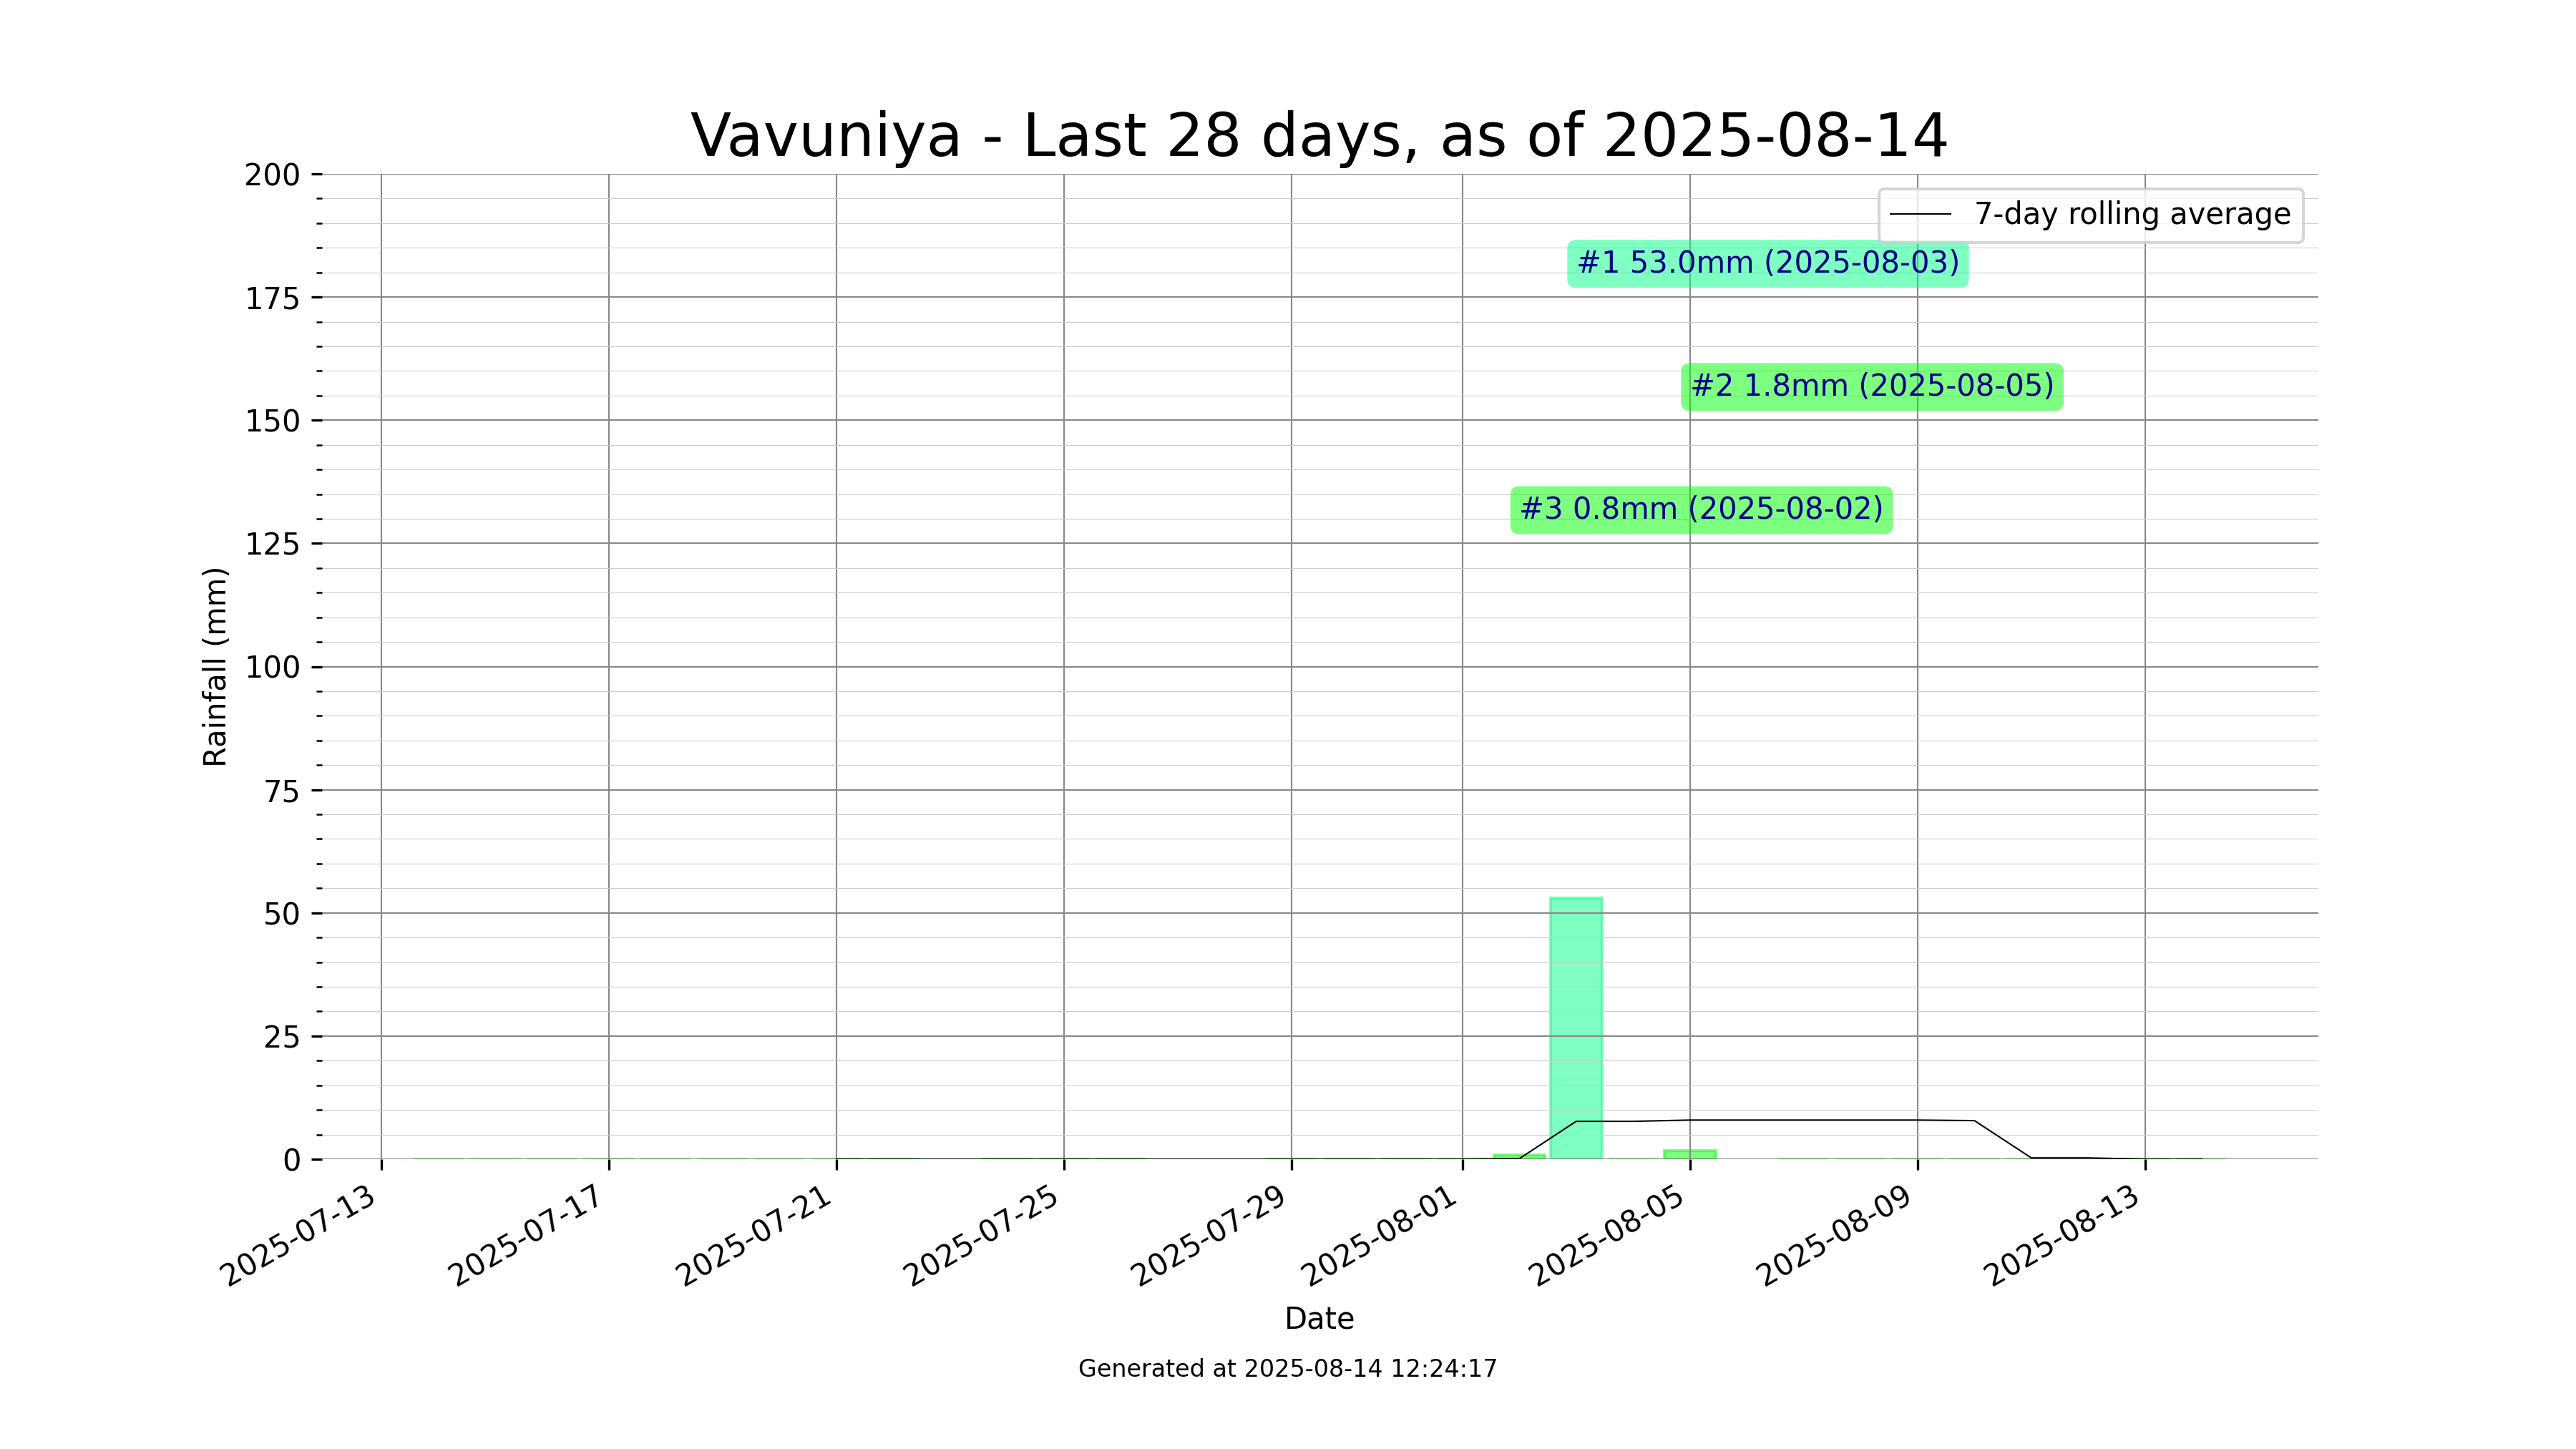 Vavuniya - Last 28 days, as of 2025-08-14
200
175
150
125
100
75
50
25
0
Rainfall (mm)
7-day rolling average
#1 53.0mm (2025-08-03)
#2 1.8mm (2025-08-05)
#3 0.8mm (2025-08-02)
2025-07-13
2025-07-17
2025-07-21
2025-07-25
2025-07-29
2025-08-01
2025-08-05
2025-08-09
2025-08-13
Date
Generated at 2025-08-14 12:24:17